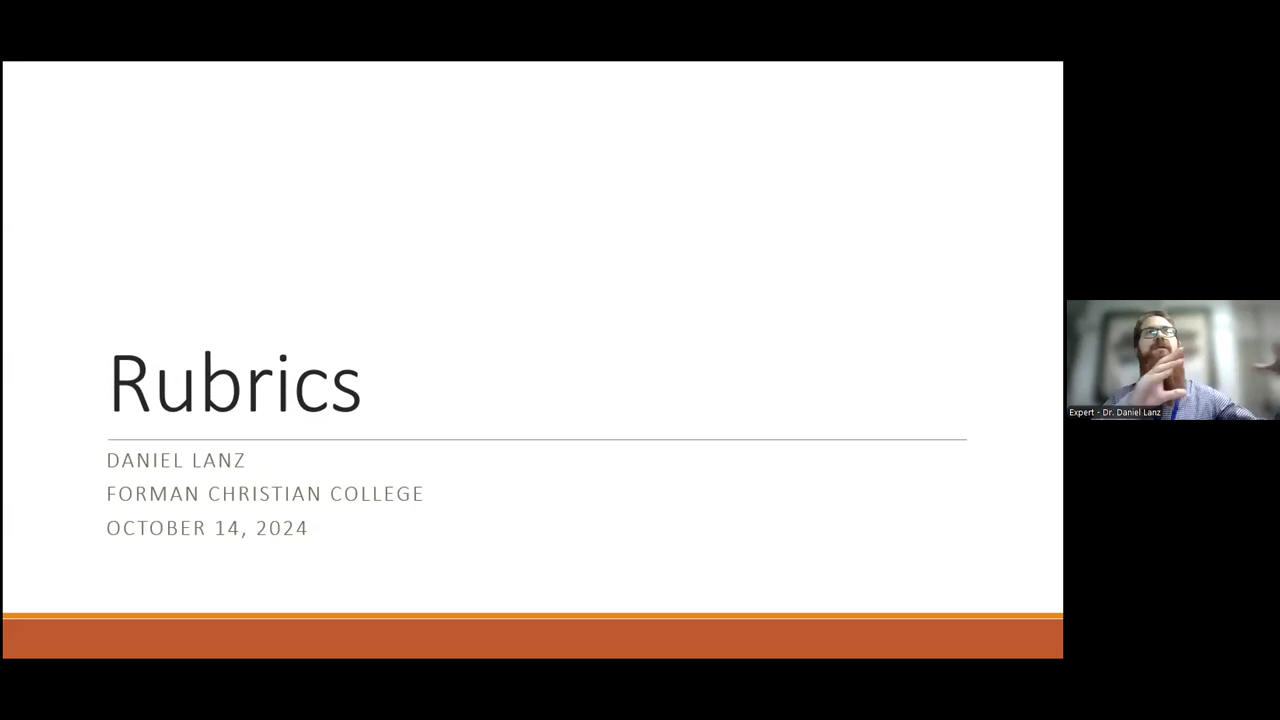 Rubrics
DANIEL LANZ
FORMAN CHRISTIAN COLLEGE
OCTOBER 14, 2024
Expert - Dr. Daniel Lanz